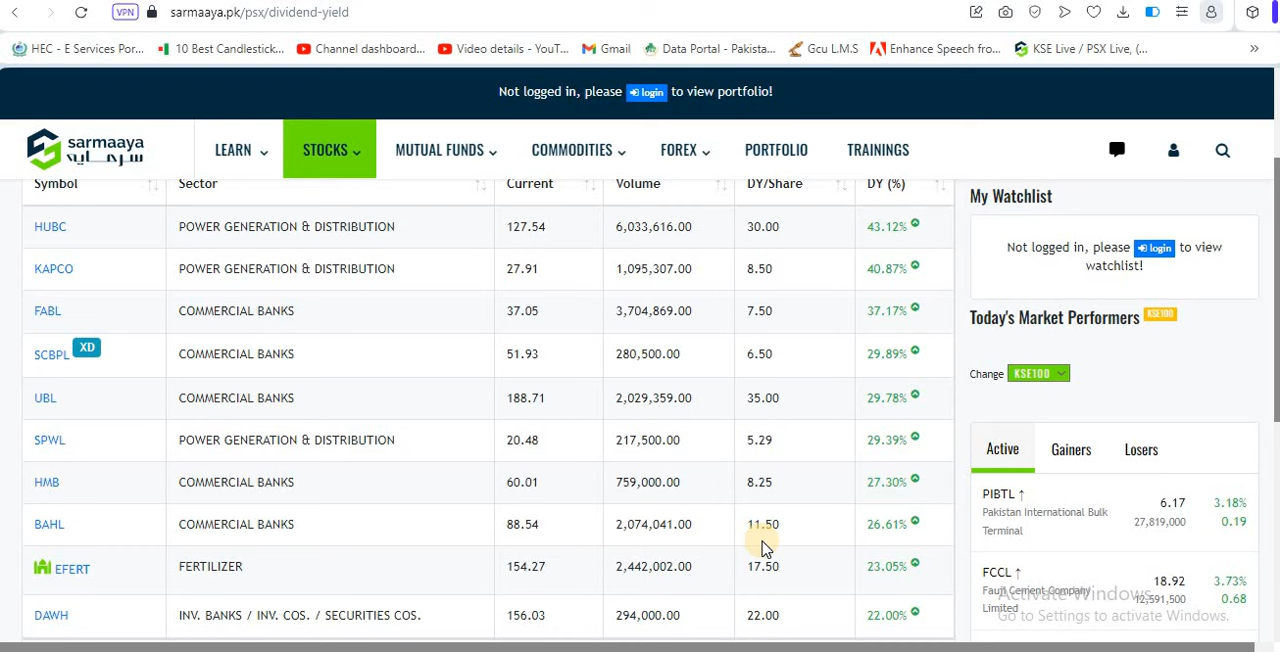 VPN sarmaaya.pk/psx/dividend-yield
HEC - E Services Por... 10 Best Candlestick... Channel dashboard... Video details - YouT... Gmail Data Portal - Pakista... Gcu L.M.S Enhance Speech fro... KSE Live / PSX Live, (... »
Not logged in, please login to view portfolio!
sarmaaya
سرمایہ
LEARN STOCKS MUTUAL FUNDS COMMODITIES FOREX PORTFOLIO TRAININGS
Symbol Sector Current Volume DY/Share DY (%)
HUBC POWER GENERATION & DISTRIBUTION 127.54 6,033,616.00 30.00 43.12%
KAPCO POWER GENERATION & DISTRIBUTION 27.91 1,095,307.00 8.50 40.87%
FABL COMMERCIAL BANKS 37.05 3,704,869.00 7.50 37.17%
SCBPL XD COMMERCIAL BANKS 51.93 280,500.00 6.50 29.89%
UBL COMMERCIAL BANKS 188.71 2,029,359.00 35.00 29.78%
SPWL POWER GENERATION & DISTRIBUTION 20.48 217,500.00 5.29 29.39%
HMB COMMERCIAL BANKS 60.01 759,000.00 8.25 27.30%
BAHL COMMERCIAL BANKS 88.54 2,074,041.00 11.50 26.61%
EFERT FERTILIZER 154.27 2,442,002.00 17.50 23.05%
DAWH INV. BANKS / INV. COS. / SECURITIES COS. 156.03 294,000.00 22.00 22.00%
My Watchlist
Not logged in, please login to view
watchlist!
Today's Market Performers KSE100
Change KSE100
Active Gainers Losers
PIBTL ↑ 6.17 3.18%
Pakistan International Bulk 27,819,000 0.19
Terminal
FCCL ↑ 18.92 3.73%
Fauji Cement Company 12,591,500 0.68
Limited
Activate Windows
Go to Settings to activate Windows.